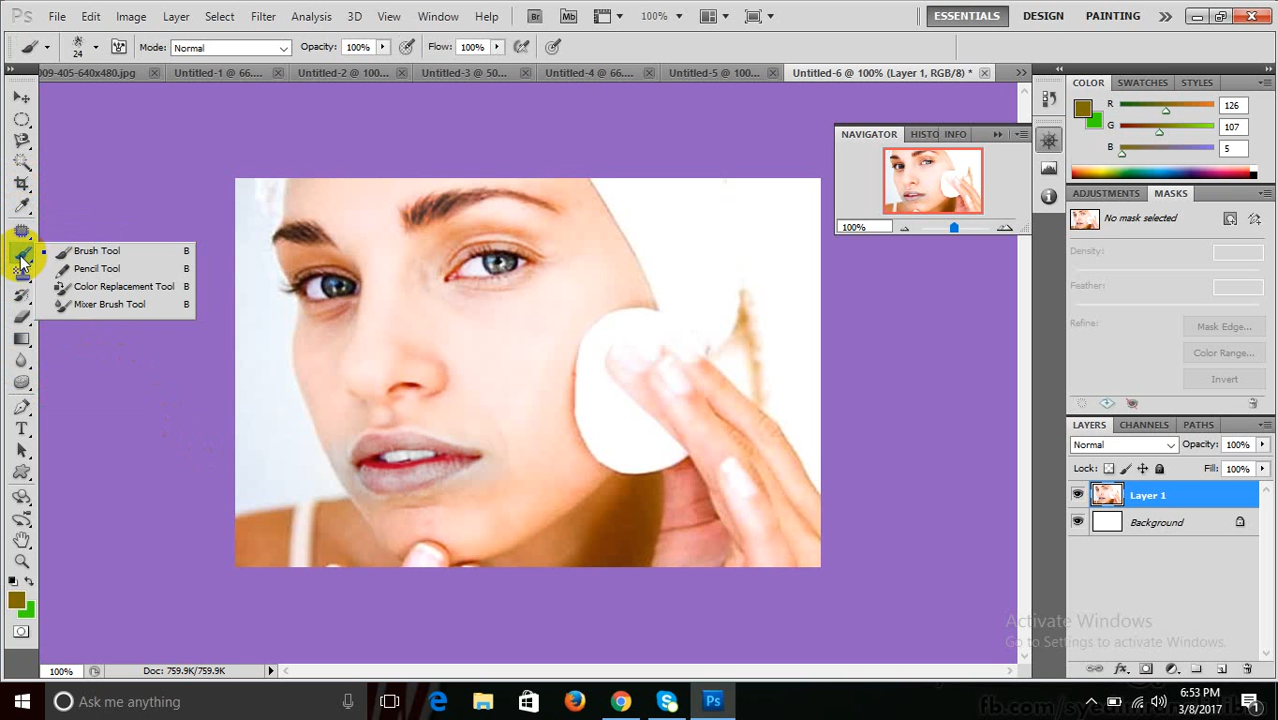 Ps File Edit Image Layer Select Filter Analysis 3D View Window Help Br Mb 100% ESSENTIALS DESIGN PAINTING
24 Mode: Normal Opacity: 100% Flow: 100%
09-405-640x480.jpg Untitled-1 @ 66.... Untitled-2 @ 100... Untitled-3 @ 50... Untitled-4 @ 66.... Untitled-5 @ 100... Untitled-6 @ 100% (Layer 1, RGB/8) *
COLOR SWATCHES STYLES
R 126
G 107
B 5
NAVIGATOR HISTO INFO
100%
ADJUSTMENTS MASKS
No mask selected
Density:
Feather:
Refine: Mask Edge...
Color Range...
Invert
Brush Tool B
Pencil Tool B
Color Replacement Tool B
Mixer Brush Tool B
LAYERS CHANNELS PATHS
Normal Opacity: 100%
Lock: Fill: 100%
Layer 1
Background
Activate Windows
Go to Settings to activate Windows.
100% Doc: 759.9K/759.9K
Ask me anything
Ps
6:53 PM
3/8/2017